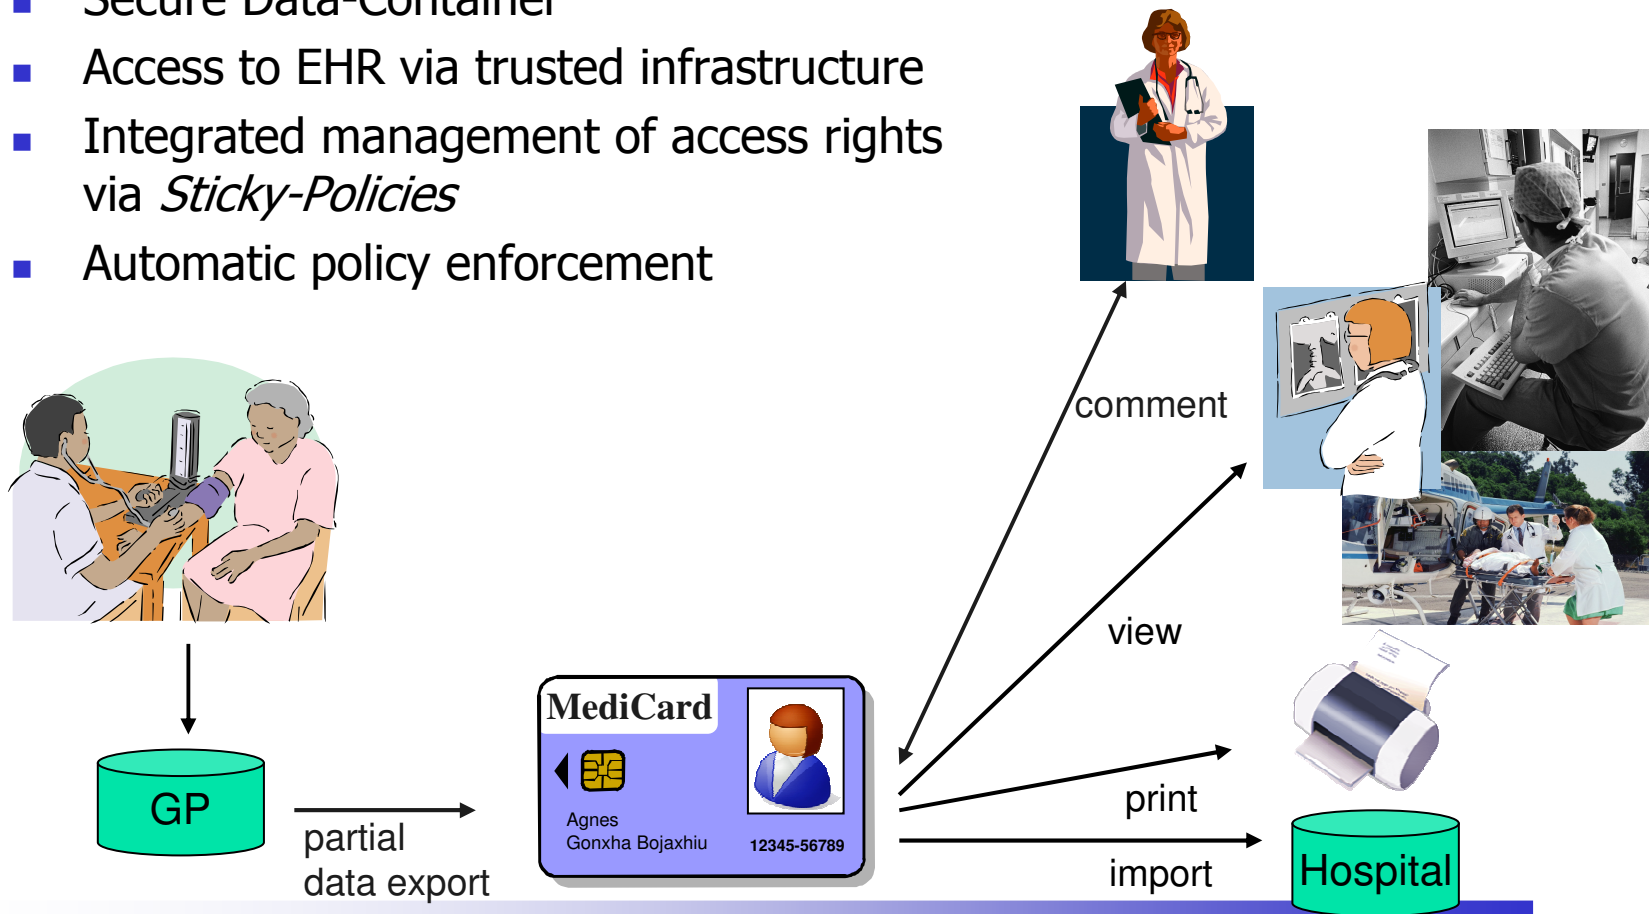 Secure Data-Container
Access to EHR via trusted infrastructure
Integrated management of access rights
via Sticky-Policies
Automatic policy enforcement
comment
view
MediCard
Agnes
Gonxha Bojaxhiu
12345-56789
GP
partial
data export
print
import
Hospital